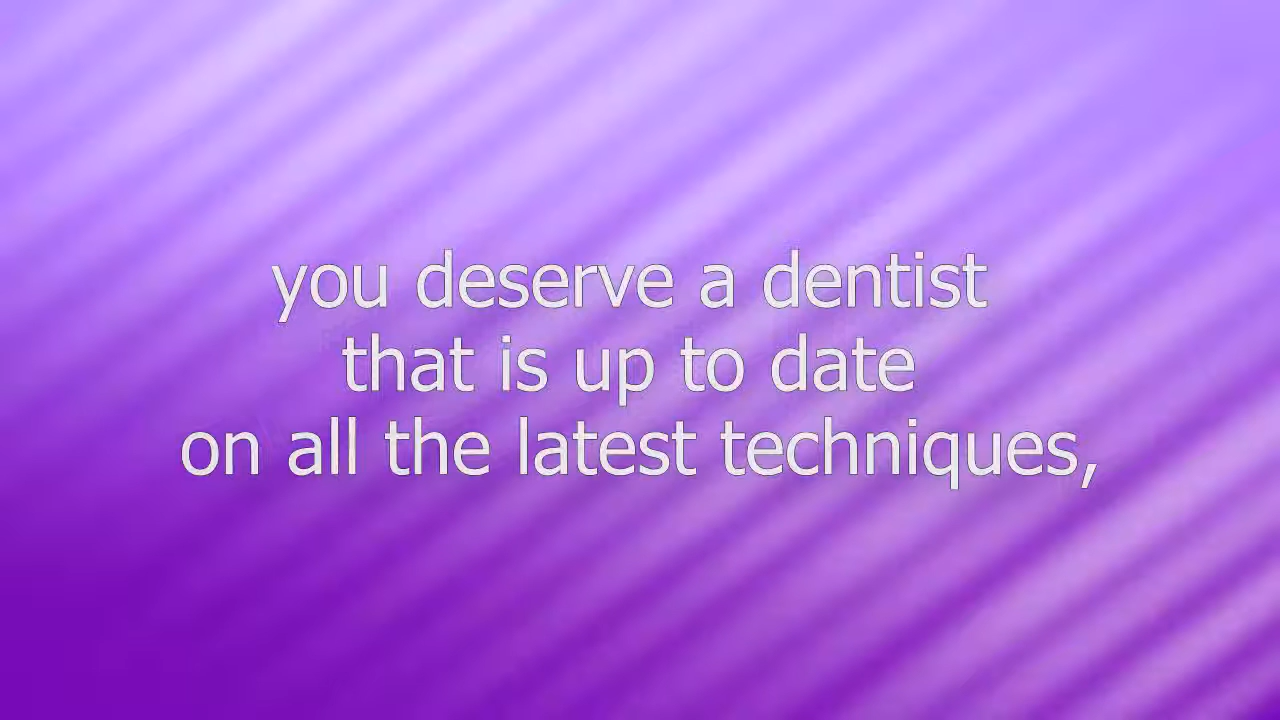 you deserve a dentist
that is up to date
on all the latest techniques,